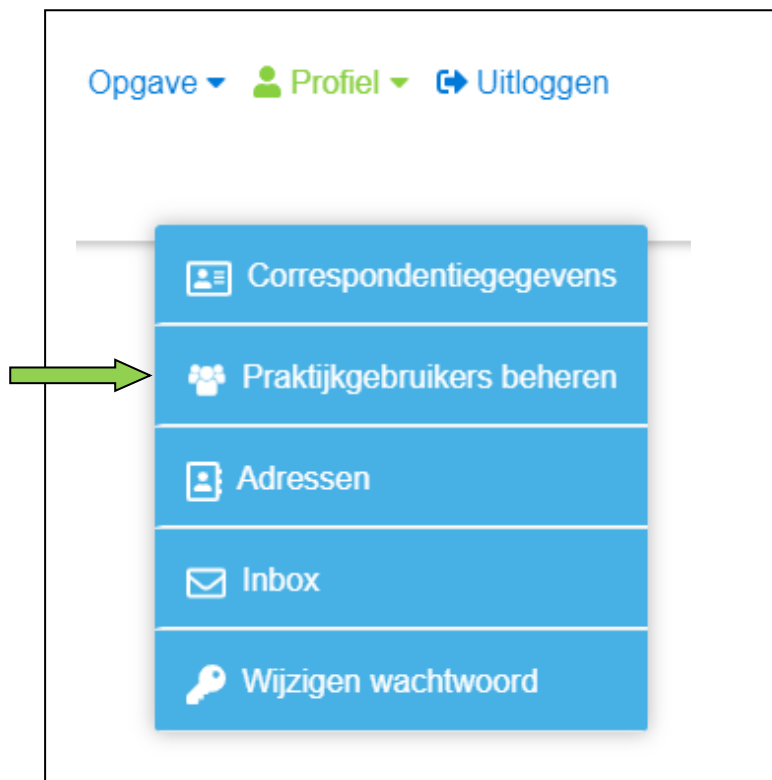 Opgave Profiel Uitloggen
Correspondentiegegevens
Praktijkgebruikers beheren
Adressen
Inbox
Wijzigen wachtwoord